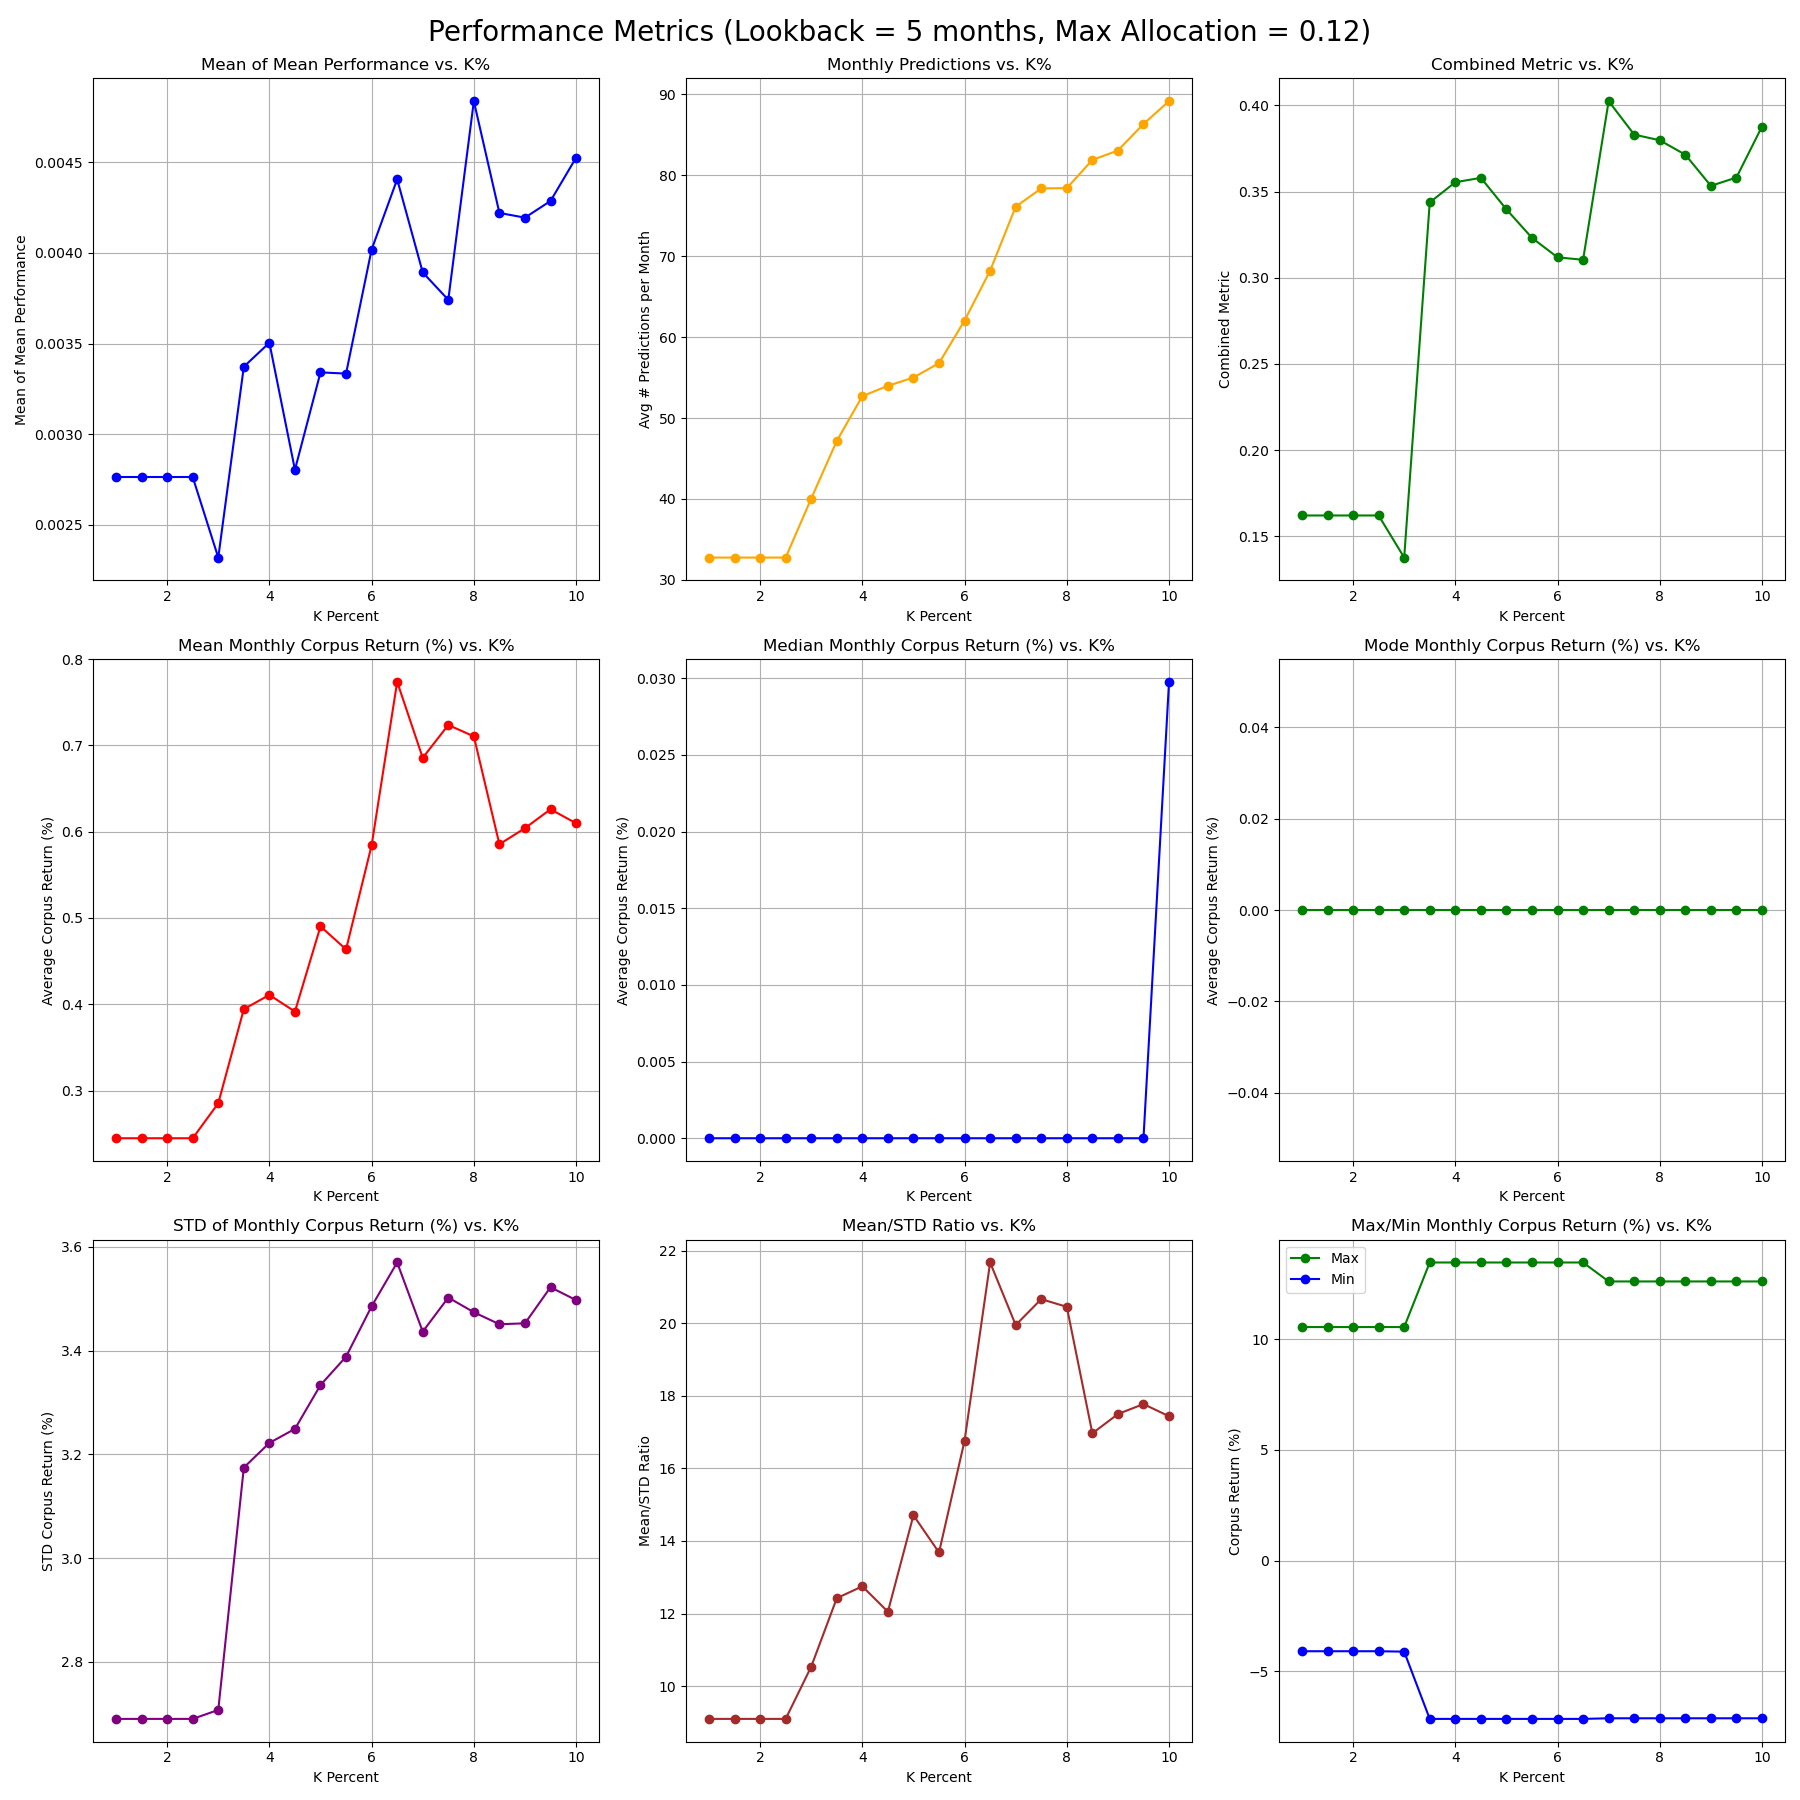 Performance Metrics (Lookback = 5 months, Max Allocation = 0.12)
Mean of Mean Performance vs. K%
Mean of Mean Performance
0.0045
0.0040
0.0035
0.0030
0.0025
2 4 6 8 10
K Percent
Monthly Predictions vs. K%
Avg # Predictions per Month
90
80
70
60
50
40
30
2 4 6 8 10
K Percent
Combined Metric vs. K%
Combined Metric
0.40
0.35
0.30
0.25
0.20
0.15
2 4 6 8 10
K Percent
Mean Monthly Corpus Return (%) vs. K%
Average Corpus Return (%)
0.8
0.7
0.6
0.5
0.4
0.3
2 4 6 8 10
K Percent
Median Monthly Corpus Return (%) vs. K%
Average Corpus Return (%)
0.030
0.025
0.020
0.015
0.010
0.005
0.000
2 4 6 8 10
K Percent
Mode Monthly Corpus Return (%) vs. K%
Average Corpus Return (%)
0.04
0.02
0.00
−0.02
−0.04
2 4 6 8 10
K Percent
STD of Monthly Corpus Return (%) vs. K%
STD Corpus Return (%)
3.6
3.4
3.2
3.0
2.8
2 4 6 8 10
K Percent
Mean/STD Ratio vs. K%
Mean/STD Ratio
22
20
18
16
14
12
10
2 4 6 8 10
K Percent
Max/Min Monthly Corpus Return (%) vs. K%
Max
Min
Corpus Return (%)
10
5
0
−5
2 4 6 8 10
K Percent